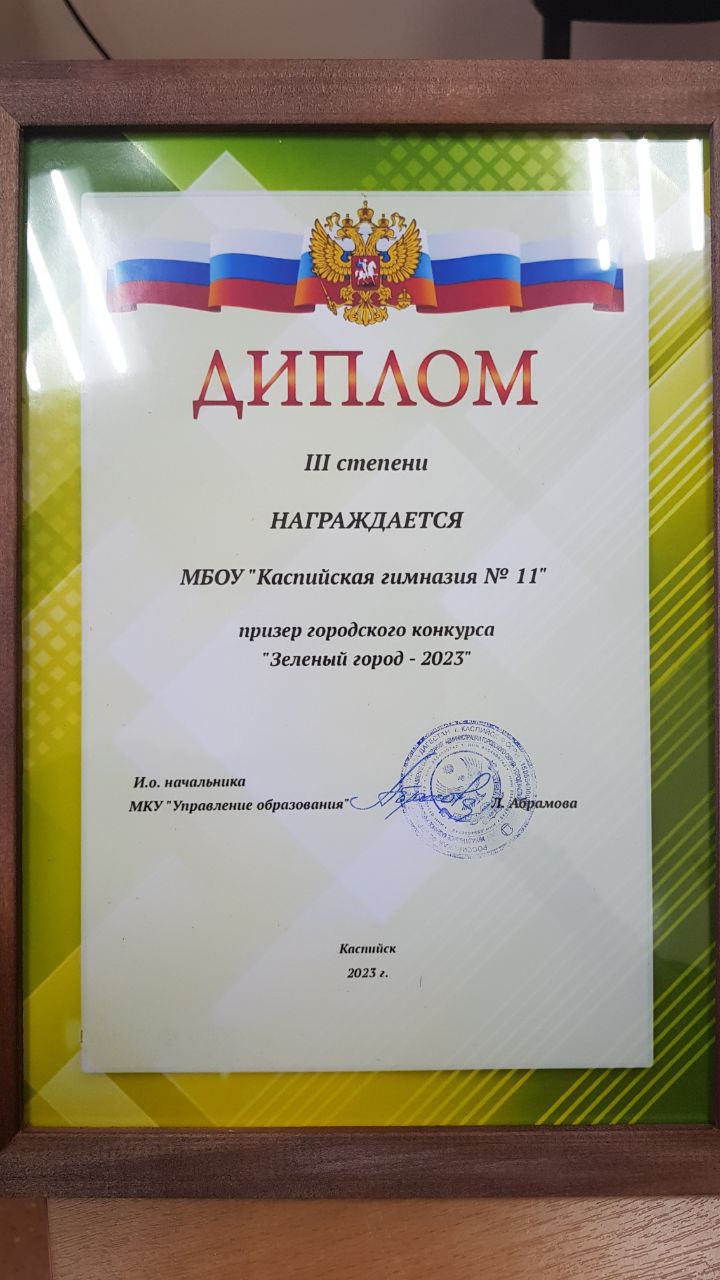 ДИПЛОМ
III степени
НАГРАЖДАЕТСЯ
МБОУ "Каспийская гимназия № 11"
призер городского конкурса
"Зеленый город - 2023"
И.о. начальника
МКУ "Управление образования"
Л. Абрамова
Каспийск
2023 г.